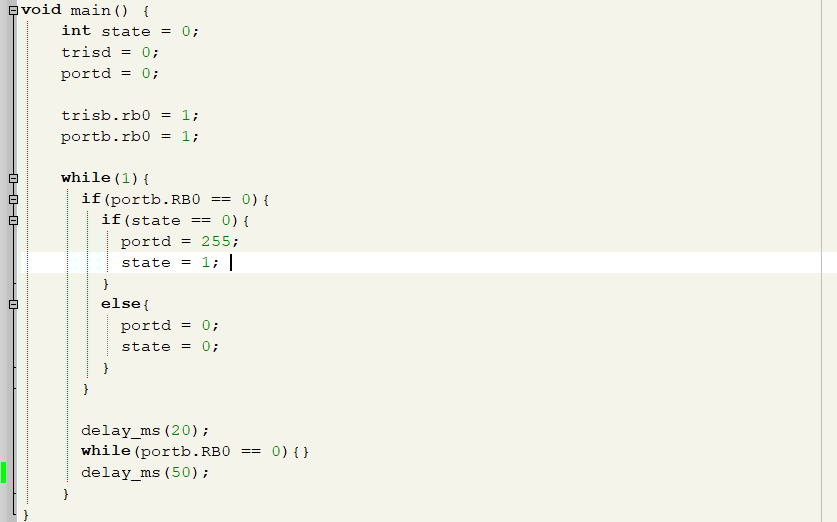 void main() {
    int state = 0;
    trisd = 0;
    portd = 0;

    trisb.rb0 = 1;
    portb.rb0 = 1;

    while(1){
      if(portb.RB0 == 0){
        if(state == 0){
          portd = 255;
          state = 1;
        }
        else{
          portd = 0;
          state = 0;
        }
      }

      delay_ms(20);
      while(portb.RB0 == 0){}
      delay_ms(50);
    }
}